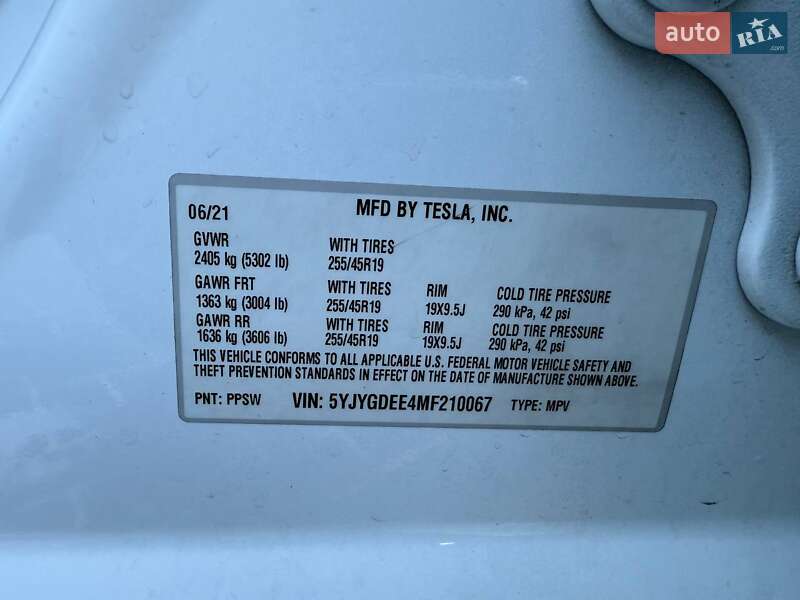 auto RIA .com
06/21 MFD BY TESLA, INC.
GVWR WITH TIRES
2405 kg (5302 lb) 255/45R19
GAWR FRT WITH TIRES RIM COLD TIRE PRESSURE
1363 kg (3004 lb) 255/45R19 19X9.5J 290 kPa, 42 psi
GAWR RR WITH TIRES RIM COLD TIRE PRESSURE
1636 kg (3606 lb) 255/45R19 19X9.5J 290 kPa, 42 psi
THIS VEHICLE CONFORMS TO ALL APPLICABLE U.S. FEDERAL MOTOR VEHICLE SAFETY AND
THEFT PREVENTION STANDARDS IN EFFECT ON THE DATE OF MANUFACTURE SHOWN ABOVE.
PNT: PPSW VIN: 5YJYGDEE4MF210067 TYPE: MPV